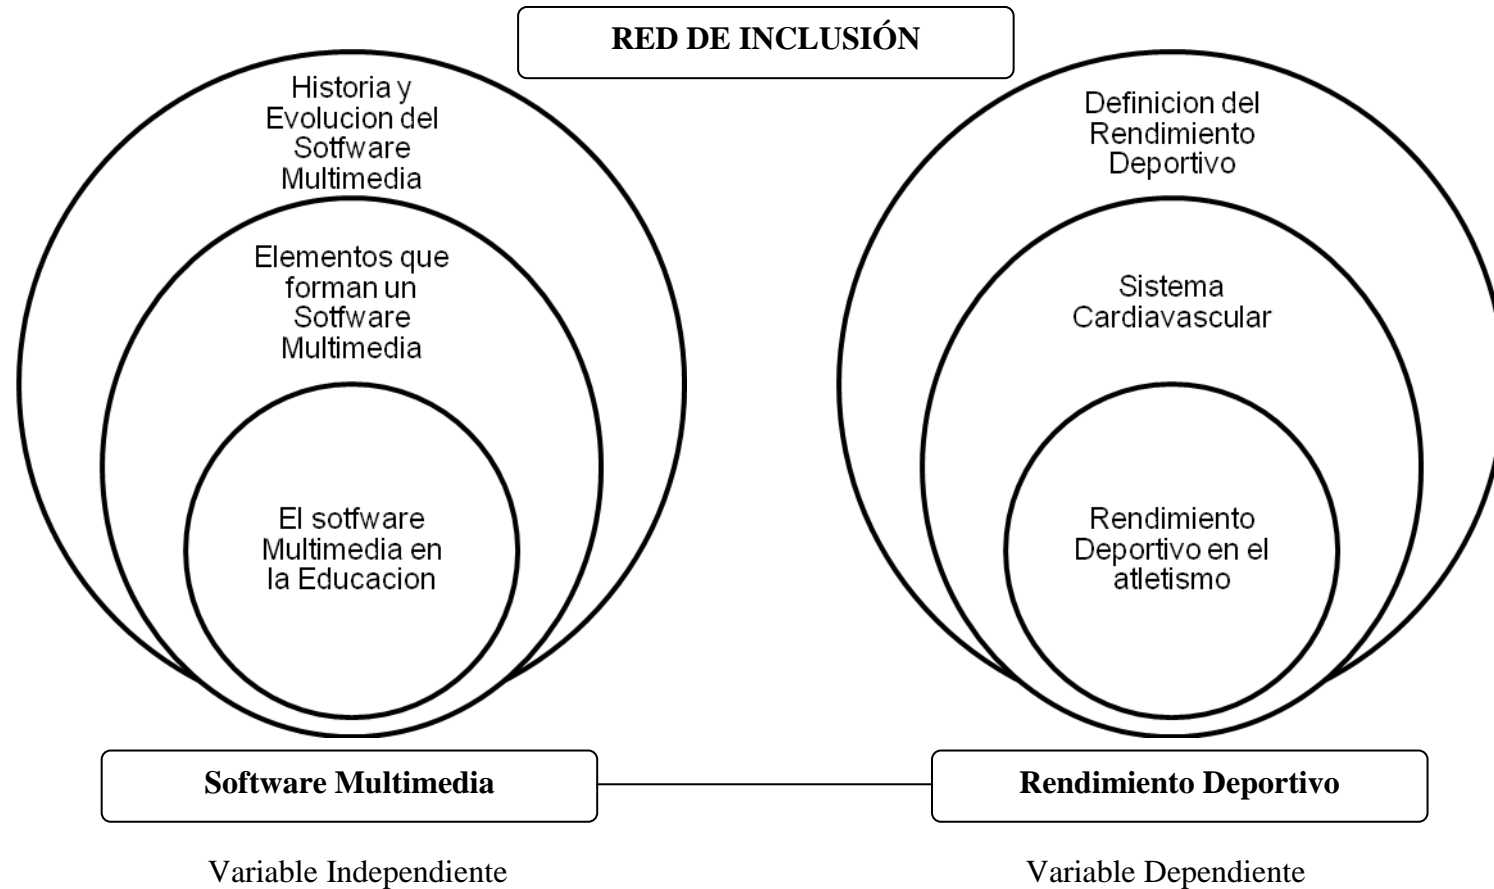 RED DE INCLUSIÓN
Historia y
Evolucion del
Sotfware
Multimedia
Elementos que
forman un
Sotfware
Multimedia
El sotfware
Multimedia en
la Educacion
Definicion del
Rendimiento
Deportivo
Sistema
Cardiavascular
Rendimiento
Deportivo en el
atletismo
Software Multimedia
Rendimiento Deportivo
Variable Independiente
Variable Dependiente